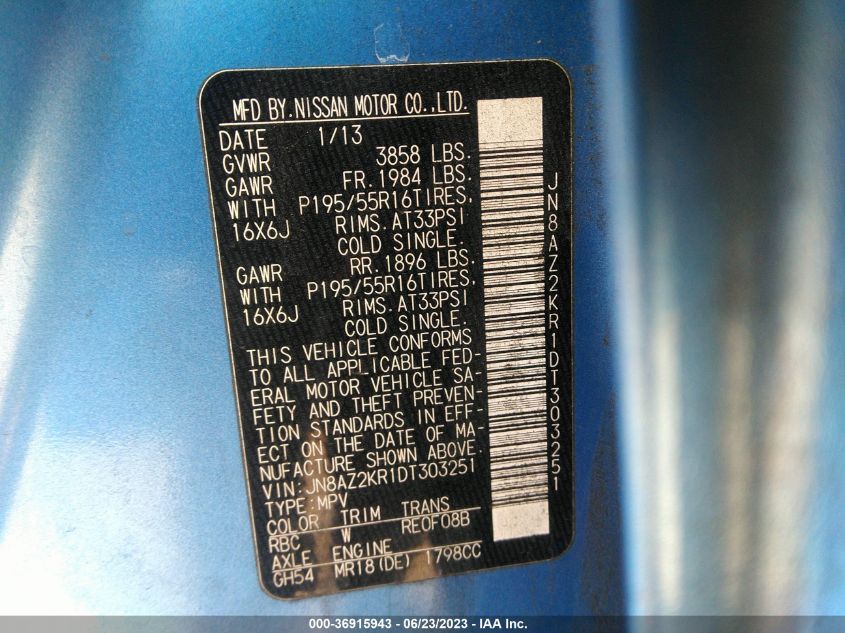 MFD BY.NISSAN MOTOR CO.,LTD.
DATE 1/13
GVWR 3858 LBS.
GAWR FR.1984 LBS.
WITH P195/55R16TIRES,
16X6J RIMS.AT33PSI
COLD SINGLE.
GAWR RR.1896 LBS.
WITH P195/55R16TIRES,
16X6J RIMS.AT33PSI
COLD SINGLE.
THIS VEHICLE CONFORMS
TO ALL APPLICABLE FED-
ERAL MOTOR VEHICLE SA-
FETY AND THEFT PREVEN-
TION STANDARDS IN EFF-
ECT ON THE DATE OF MA-
NUFACTURE SHOWN ABOVE.
VIN:JN8AZ2KR1DT303251
TYPE:MPV
COLOR TRIM TRANS
RBC W RE0F08B
AXLE ENGINE
GH54 MR18(DE) 1798CC
JN8AZ2KR1DT303251
000-36915943 - 06/23/2023 - IAA Inc.